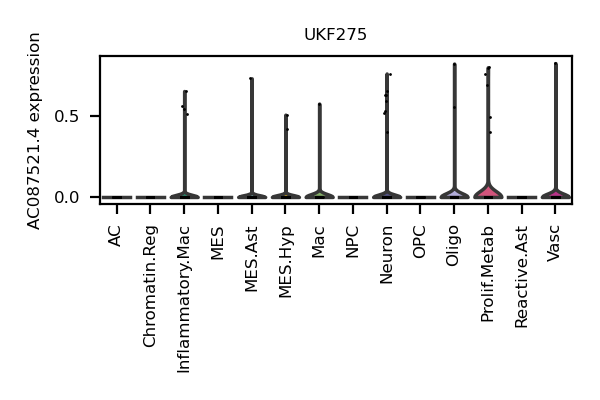 UKF275
AC087521.4 expression
0.5
0.0
AC
Chromatin.Reg
Inflammatory.Mac
MES
MES.Ast
MES.Hyp
Mac
NPC
Neuron
OPC
Oligo
Prolif.Metab
Reactive.Ast
Vasc